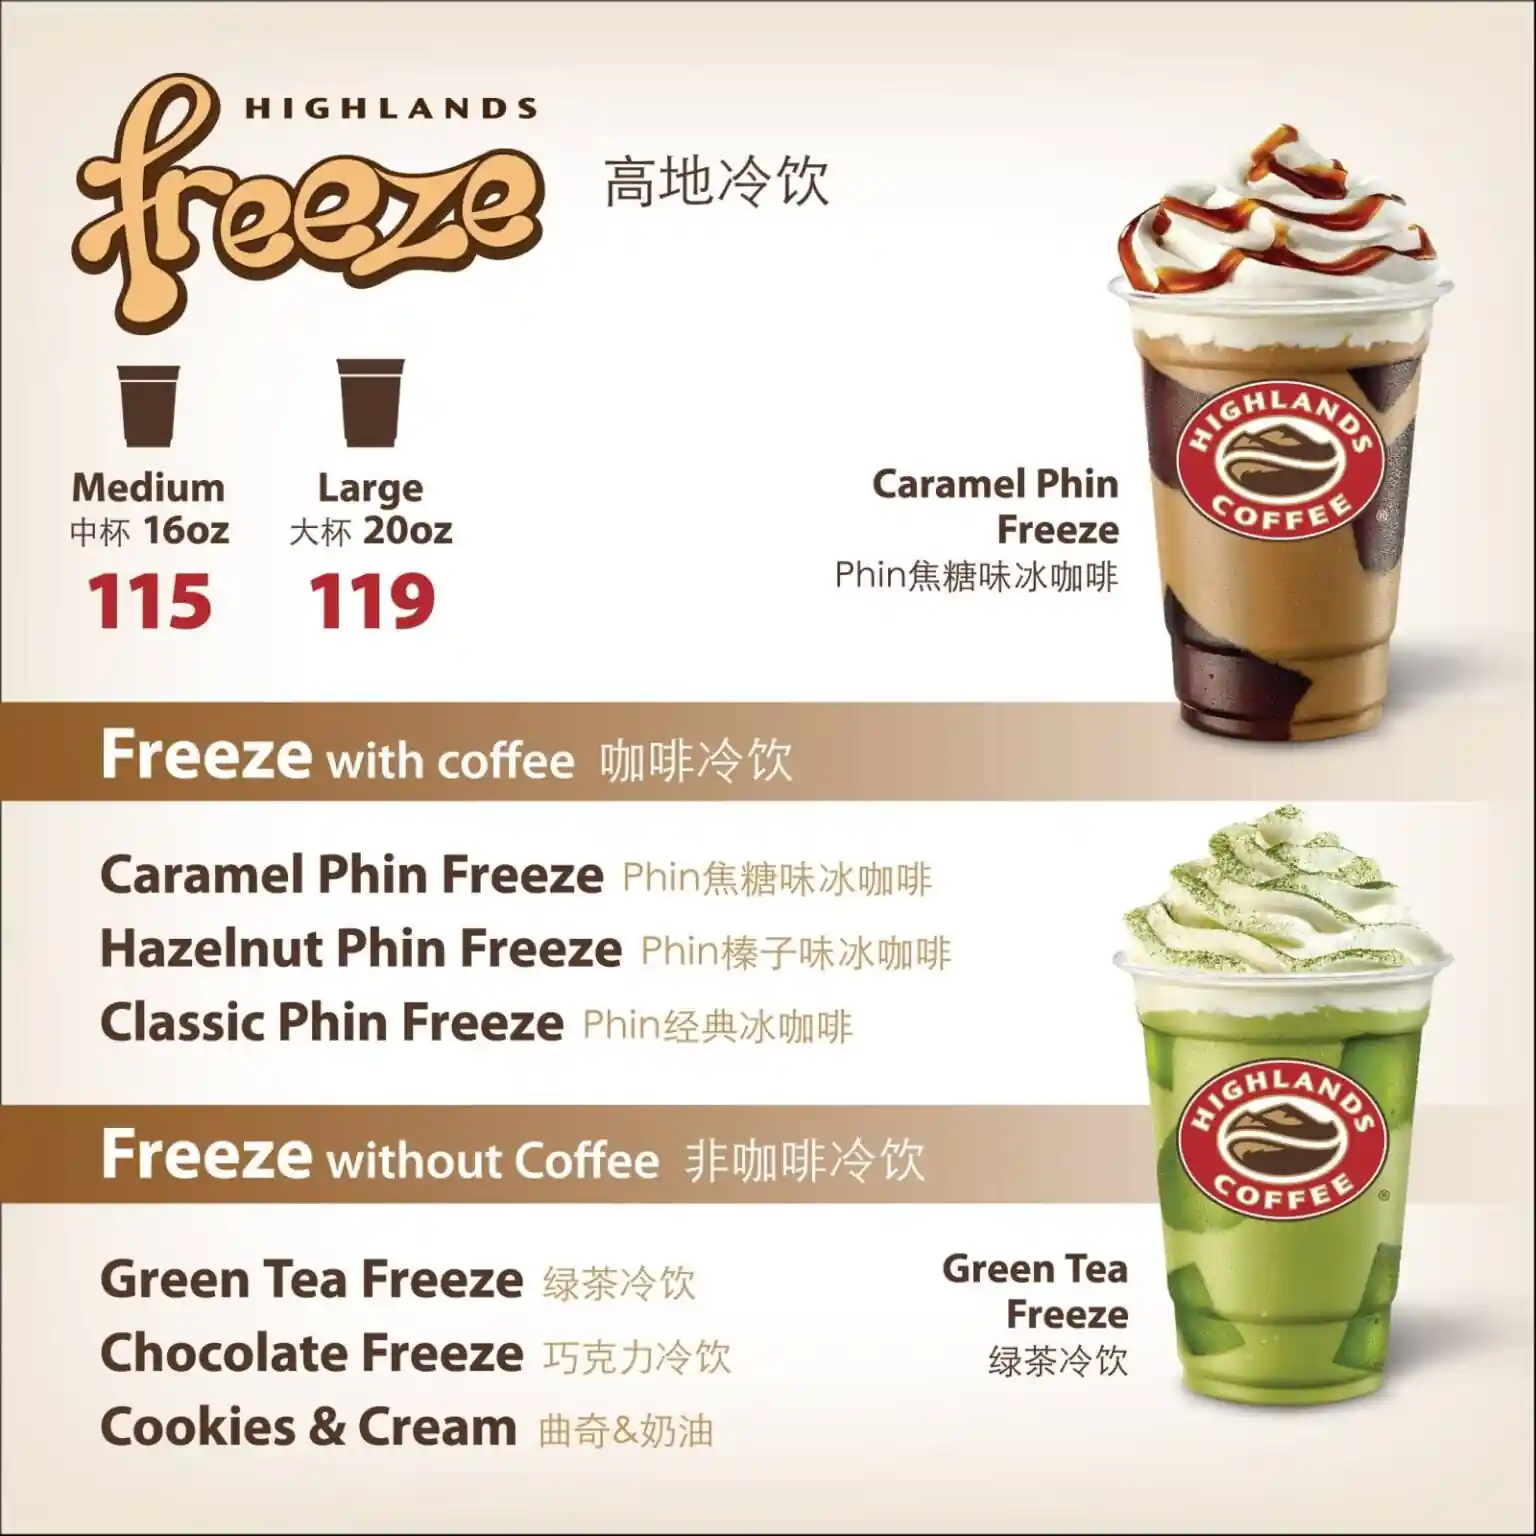 HIGHLANDS
freeze 高地冷饮
Medium
中杯 16oz
115
Large
大杯 20oz
119
Caramel Phin
Freeze
Phin焦糖味冰咖啡
HIGHLANDS
COFFEE
®
Freeze with coffee 咖啡冷饮
Caramel Phin Freeze Phin焦糖味冰咖啡
Hazelnut Phin Freeze Phin榛子味冰咖啡
Classic Phin Freeze Phin经典冰咖啡
Freeze without Coffee 非咖啡冷饮
HIGHLANDS
COFFEE
®
Green Tea Freeze 绿茶冷饮
Chocolate Freeze 巧克力冷饮
Cookies & Cream 曲奇&奶油
Green Tea
Freeze
绿茶冷饮